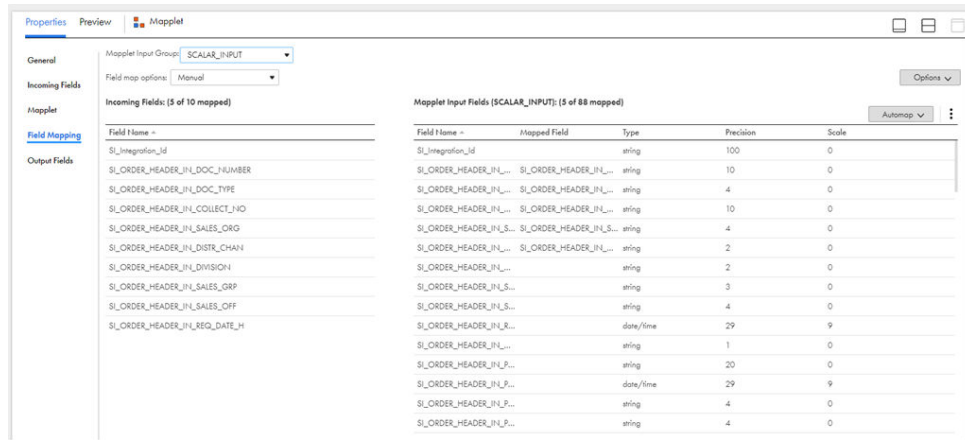 Properties Preview Mapplet
General
Incoming Fields
Mapplet
Field Mapping
Output Fields
Mapplet Input Group: SCALAR_INPUT
Field map options: Manual
Options
Incoming Fields: (5 of 10 mapped)
Field Name
SI_Integration_Id
SI_ORDER_HEADER_IN_DOC_NUMBER
SI_ORDER_HEADER_IN_DOC_TYPE
SI_ORDER_HEADER_IN_COLLECT_NO
SI_ORDER_HEADER_IN_SALES_ORG
SI_ORDER_HEADER_IN_DISTR_CHAN
SI_ORDER_HEADER_IN_DIVISION
SI_ORDER_HEADER_IN_SALES_GRP
SI_ORDER_HEADER_IN_SALES_OFF
SI_ORDER_HEADER_IN_REQ_DATE_H
Mapplet Input Fields (SCALAR_INPUT): (5 of 88 mapped)
Automap
Field Name Mapped Field Type Precision Scale
SI_Integration_Id string 100 0
SI_ORDER_HEADER_IN_... SI_ORDER_HEADER_IN_... string 10 0
SI_ORDER_HEADER_IN_... SI_ORDER_HEADER_IN_... string 4 0
SI_ORDER_HEADER_IN_... SI_ORDER_HEADER_IN_... string 10 0
SI_ORDER_HEADER_IN_S... SI_ORDER_HEADER_IN_S... string 4 0
SI_ORDER_HEADER_IN_... SI_ORDER_HEADER_IN_... string 2 0
SI_ORDER_HEADER_IN_... string 2 0
SI_ORDER_HEADER_IN_S... string 3 0
SI_ORDER_HEADER_IN_S... string 4 0
SI_ORDER_HEADER_IN_R... date/time 29 9
SI_ORDER_HEADER_IN_... string 1 0
SI_ORDER_HEADER_IN_P... string 20 0
SI_ORDER_HEADER_IN_P... date/time 29 9
SI_ORDER_HEADER_IN_P... string 4 0
SI_ORDER_HEADER_IN_P... string 4 0